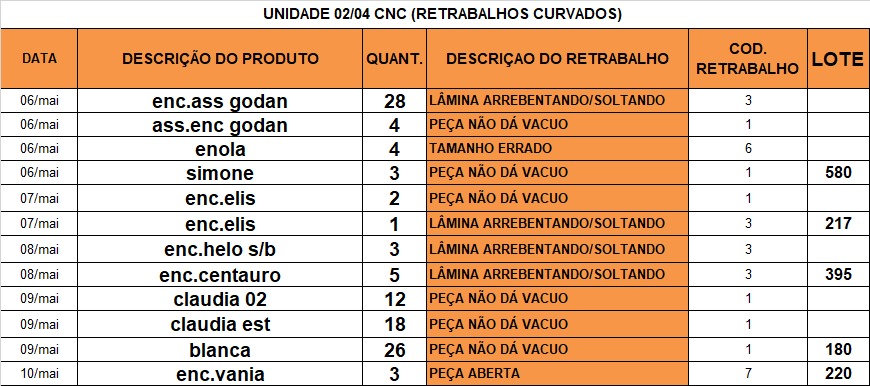 UNIDADE 02/04 CNC (RETRABALHOS CURVADOS)
DATA DESCRIÇÃO DO PRODUTO QUANT. DESCRIÇAO DO RETRABALHO COD. RETRABALHO LOTE
06/mai enc.ass godan 28 LÂMINA ARREBENTANDO/SOLTANDO 3
06/mai ass.enc godan 4 PEÇA NÃO DÁ VACUO 1
06/mai enola 4 TAMANHO ERRADO 6
06/mai simone 3 PEÇA NÃO DÁ VACUO 1 580
07/mai enc.elis 2 PEÇA NÃO DÁ VACUO 1
07/mai enc.elis 1 LÂMINA ARREBENTANDO/SOLTANDO 3 217
08/mai enc.helo s/b 3 LÂMINA ARREBENTANDO/SOLTANDO 3
08/mai enc.centauro 5 LÂMINA ARREBENTANDO/SOLTANDO 3 395
09/mai claudia 02 12 PEÇA NÃO DÁ VACUO 1
09/mai claudia est 18 PEÇA NÃO DÁ VACUO 1
09/mai blanca 26 PEÇA NÃO DÁ VACUO 1 180
10/mai enc.vania 3 PEÇA ABERTA 7 220